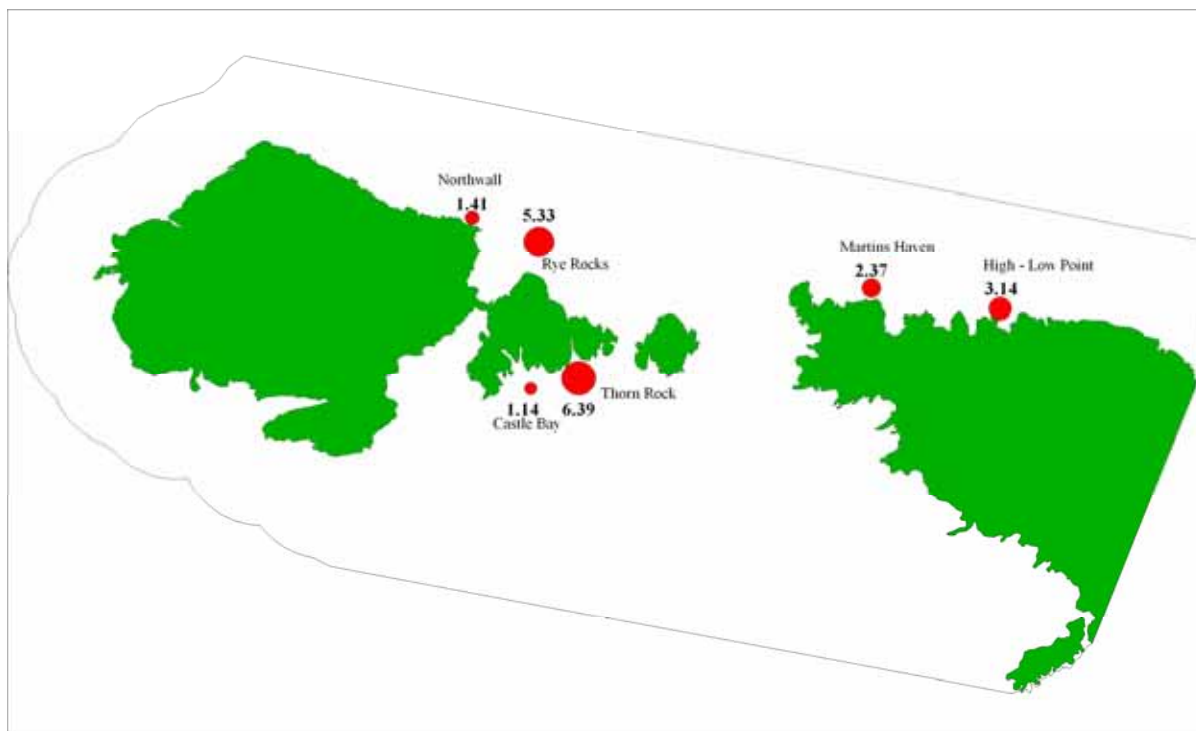 Northwall
1.41
5.33
Rye Rocks
Martins Haven
2.37
High - Low Point
3.14
Thorn Rock
1.14
6.39
Castle Bay